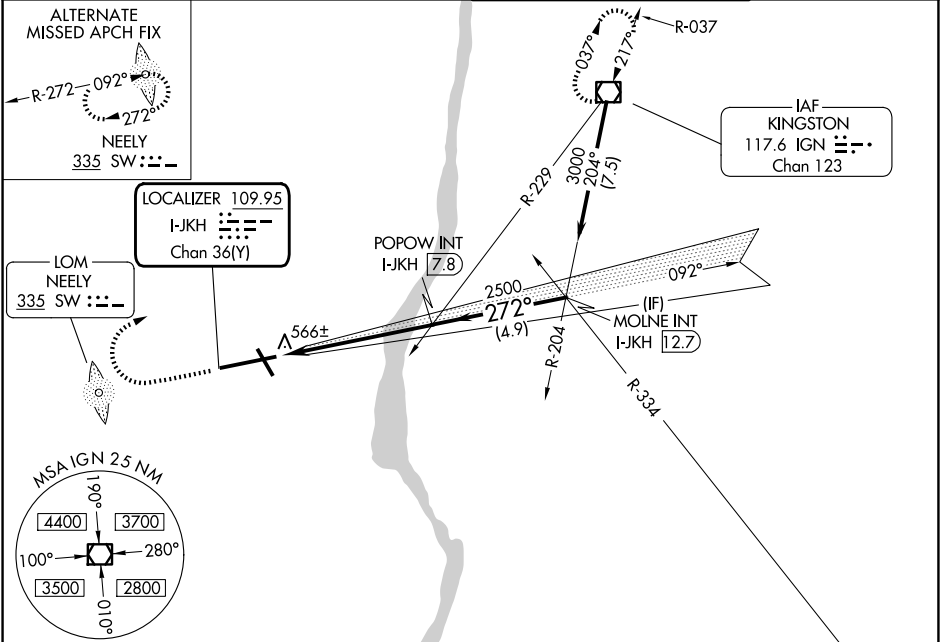 ALTERNATE
MISSED APCH FIX
R-272
092°
272°
NEELY
335 SW
R-037
037°
217°
IAF
KINGSTON
117.6 IGN
Chan 123
3000
204°
(7.5)
R-229
LOCALIZER 109.95
I-JKH
Chan 36(Y)
POPOW INT
I-JKH 7.8
LOM
NEELY
335 SW
092°
2500
272°
(4.9)
(IF)
MOLNE INT
I-JKH 12.7
566±
R-204
R-334
MSA IGN 25 NM
190°
4400
3700
100°
280°
3500
2800
010°